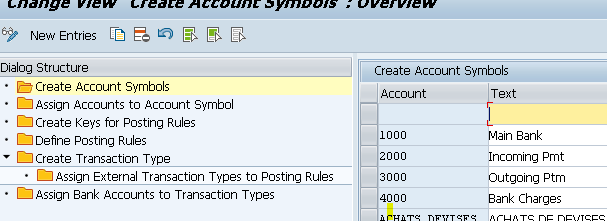 Change View "Create Account Symbols": Overview
New Entries
Dialog Structure
Create Account Symbols
Assign Accounts to Account Symbol
Create Keys for Posting Rules
Define Posting Rules
Create Transaction Type
Assign External Transaction Types to Posting Rules
Assign Bank Accounts to Transaction Types
Create Account Symbols
Account Text
1000 Main Bank
2000 Incoming Pmt
3000 Outgoing Ptm
4000 Bank Charges
ACHATS DEVISES ACHATS DE DEVISES